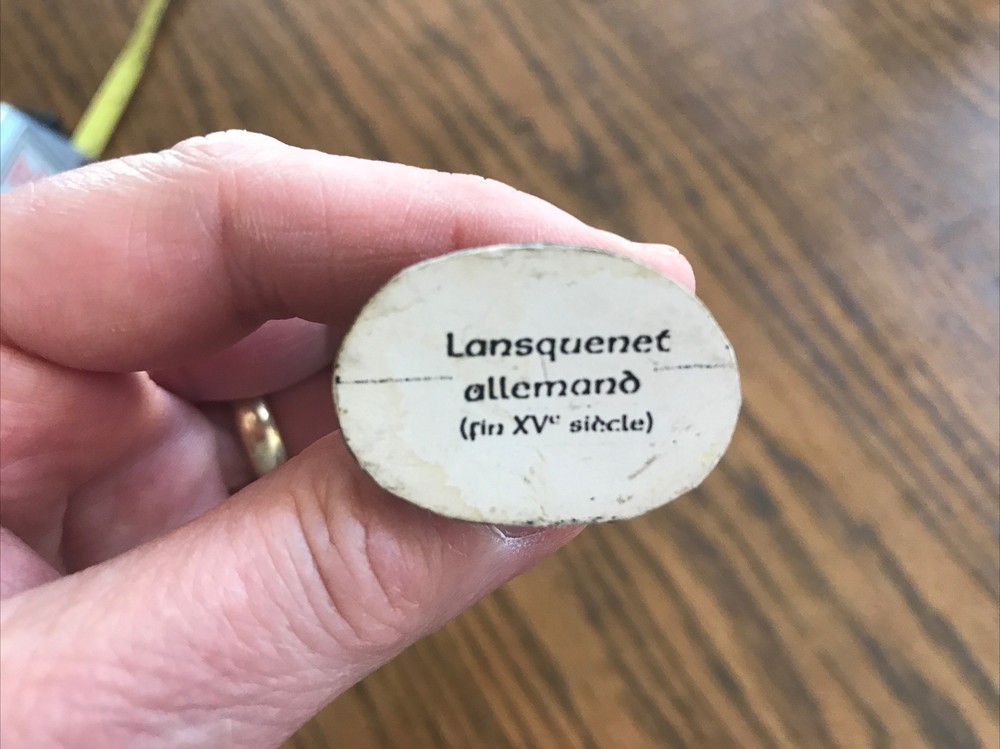 Lansquenet
allemand
(fin XVe siècle)